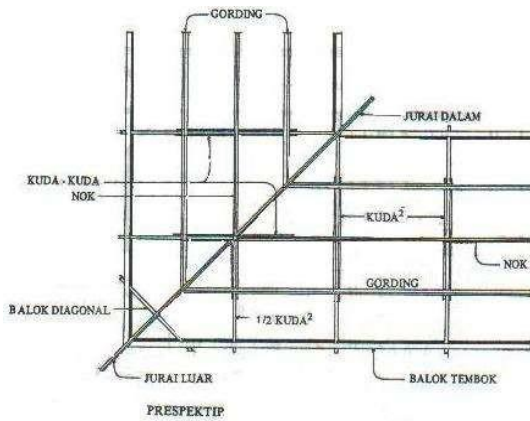 GORDING
JURAI DALAM
KUDA - KUDA
NOK
KUDA²
NOK
GORDING
BALOK DIAGONAL
1/2 KUDA²
JURAI LUAR
BALOK TEMBOK
PRESPEKTIP